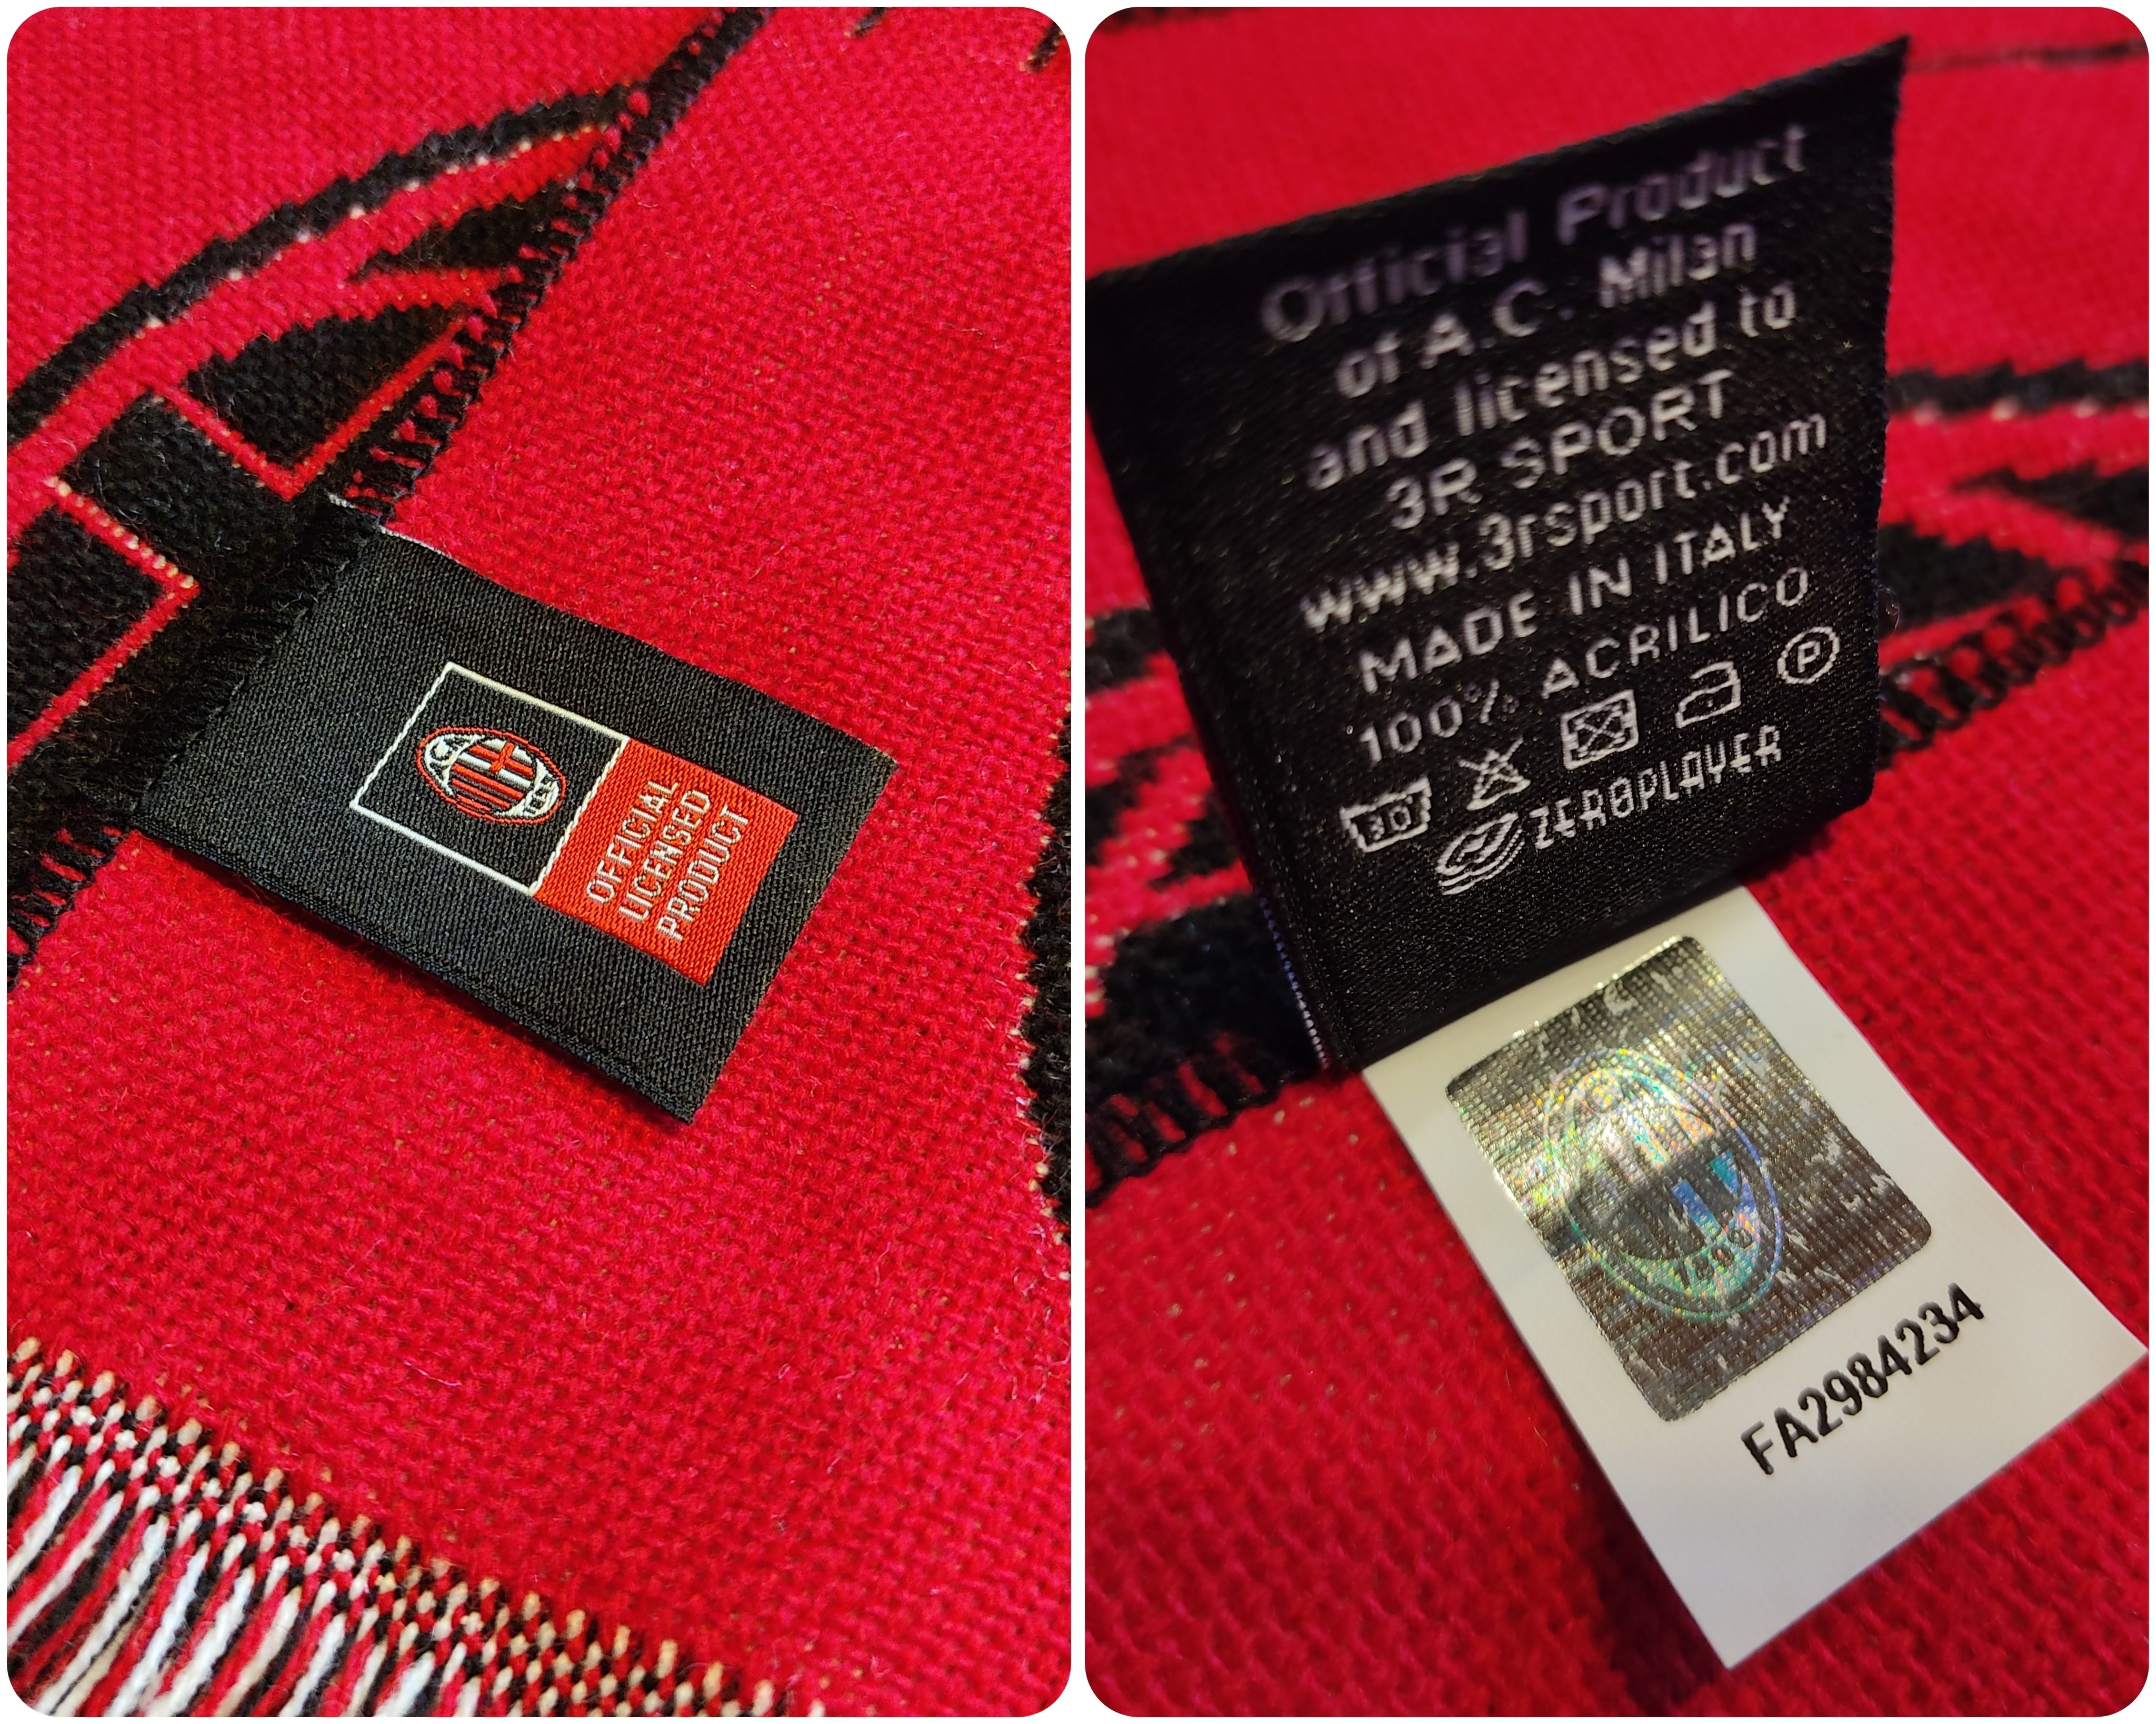 OFFICIAL
LICENSED
PRODUCT
Official Product
of A.C. Milan
and licensed to
3R SPORT
www.3rsport.com
MADE IN ITALY
100% ACRILICO
30° P
ZEROPLAYER
1899
FA2984234